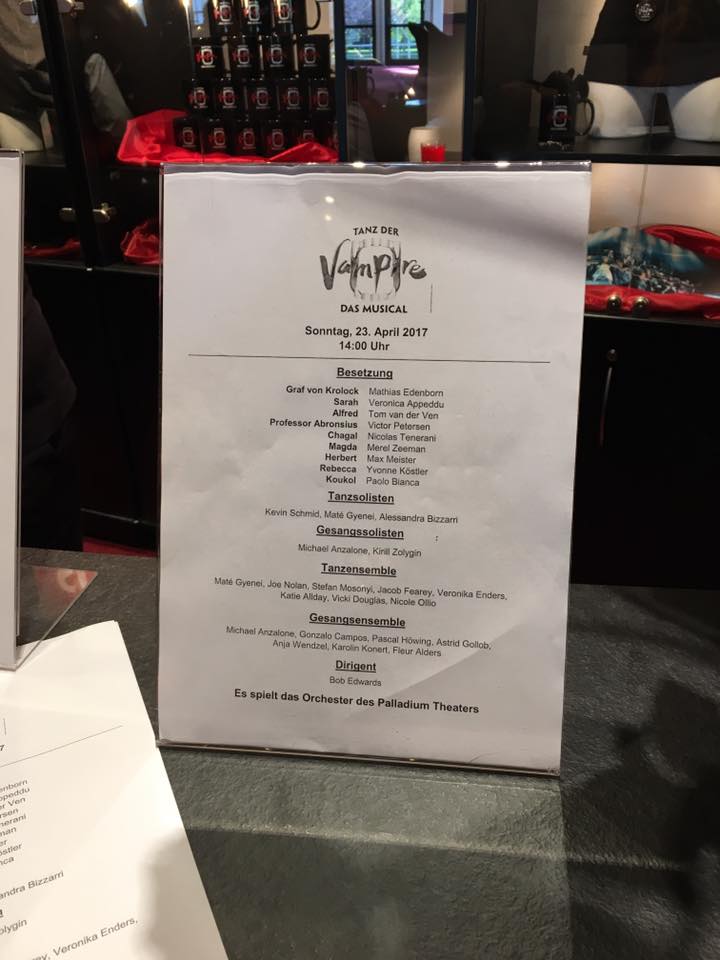 TANZ DER
Vampire
DAS MUSICAL
Sonntag, 23. April 2017
14:00 Uhr
Besetzung
Graf von Krolock Mathias Edenborn
Sarah Veronica Appeddu
Alfred Tom van der Ven
Professor Abronsius Victor Petersen
Chagal Nicolas Tenerani
Magda Merel Zeeman
Herbert Max Meister
Rebecca Yvonne Köstler
Koukol Paolo Bianca
Tanzsolisten
Kevin Schmid, Maté Gyenei, Alessandra Bizzarri
Gesangssolisten
Michael Anzalone, Kirill Zolygin
Tanzensemble
Maté Gyenei, Joe Nolan, Stefan Mosonyi, Jacob Fearey, Veronika Enders,
Katie Allday, Vicki Douglas, Nicole Ollio
Gesangsensemble
Michael Anzalone, Gonzalo Campos, Pascal Höwing, Astrid Gollob,
Anja Wendzel, Karolin Konert, Fleur Alders
Dirigent
Bob Edwards
Es spielt das Orchester des Palladium Theaters
7
enborn
ppeddu
er Ven
rsen
nerani
man
er
östler
nca
andra Bizzarri
olygin
rey, Veronika Enders,